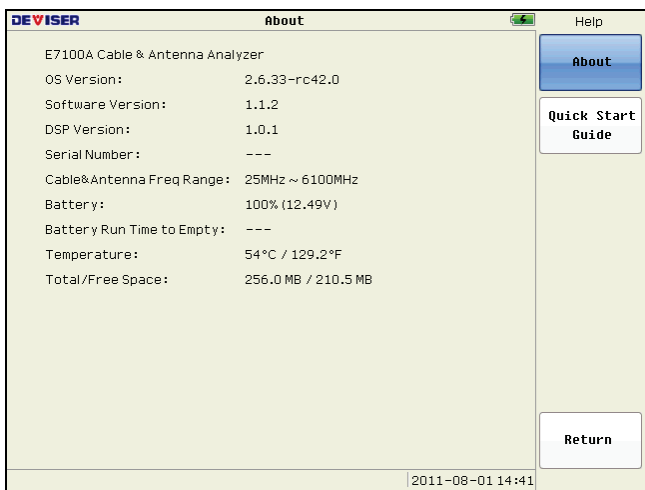 DEVISER About Help
E7100A Cable & Antenna Analyzer
OS Version: 2.6.33-rc42.0
Software Version: 1.1.2
DSP Version: 1.0.1
Serial Number: ---
Cable&Antenna Freq Range: 25MHz ~ 6100MHz
Battery: 100% (12.49V)
Battery Run Time to Empty: ---
Temperature: 54°C / 129.2°F
Total/Free Space: 256.0 MB / 210.5 MB
2011-08-01 14:41
About
Quick Start
Guide
Return